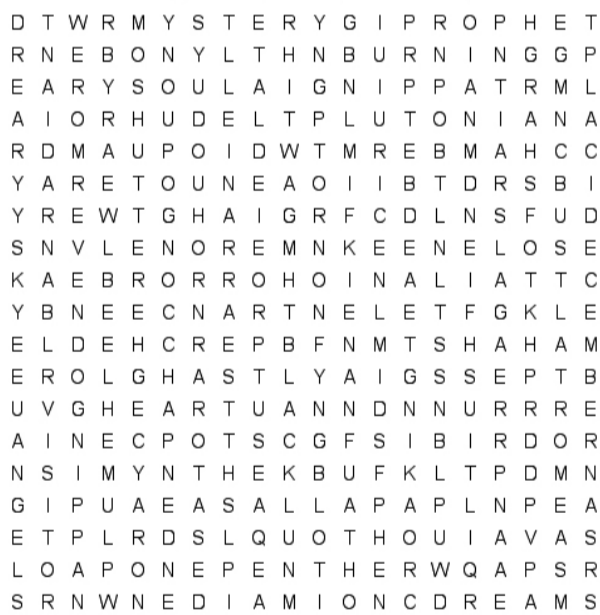 D T W R M Y S T E R Y G I P R O P H E T
R N E B O N Y L T H N B U R N I N G G P
E A R Y S O U L A I G N I P P A T R M L
A I O R H U D E L T P L U T O N I A N A
R D M A U P O I D W T M R E B M A H C C
Y A R E T O U N E A O I I B T D R S B I
Y R E W T G H A I G R F C D L N S F U D
S N V L E N O R E M N K E E N E L O S E
K A E B R O R R O H O I N A L I A T T C
Y B N E E C N A R T N E L E T F G K L E
E L D E H C R E P B F N M T S H A H A M
E R O L G H A S T L Y A I G S S E P T B
U V G H E A R T U A N N D N N U R R R E
A I N E C P O T S C G F S I B I R D O R
N S I M Y N T H E K B U F K L T P D M N
G I P U A E A S A L L A P A P L N P E A
E T P L R D S L Q U O T H O U I A V A S
L O A P O N E P E N T H E R W Q A P S R
S R N W N E D I A M I O N C D R E A M S